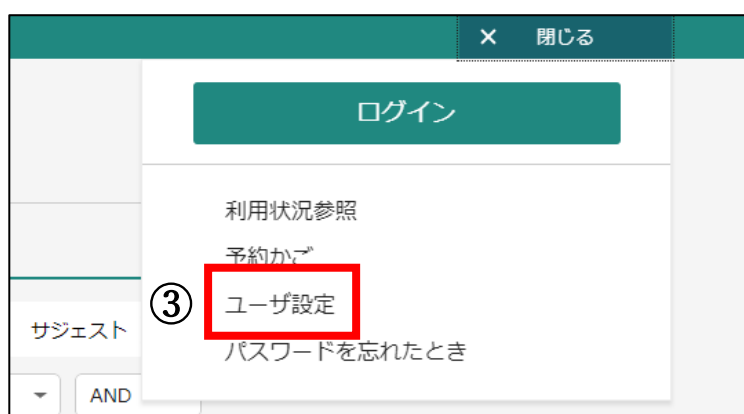 × 閉じる
ログイン
利用状況参照
予約かご
③ ユーザ設定
サジェスト
パスワードを忘れたとき
AND